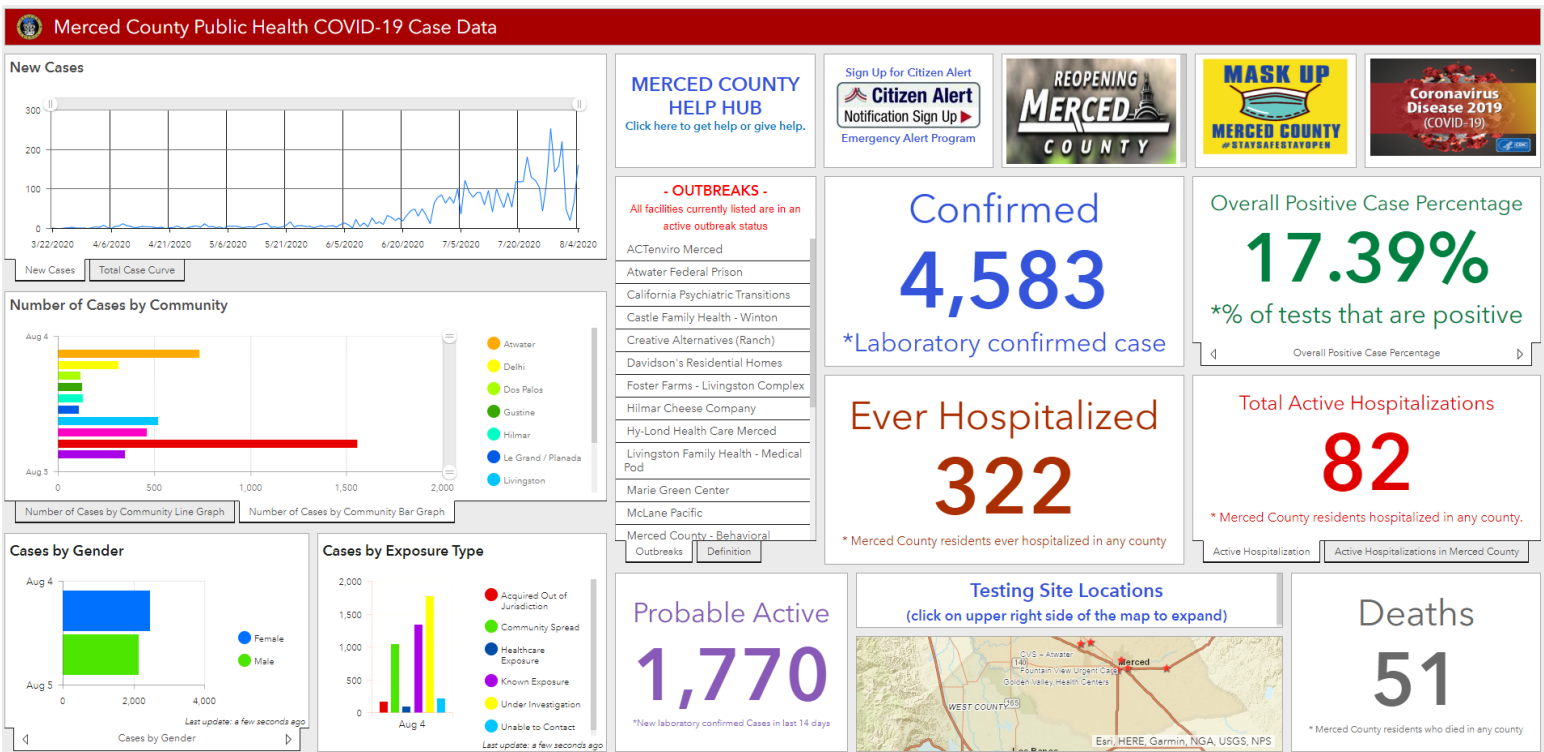 Merced County Public Health COVID-19 Case Data
New Cases
300
200
100
0
3/22/2020
4/6/2020
4/21/2020
5/6/2020
5/21/2020
6/5/2020
6/20/2020
7/5/2020
7/20/2020
8/4/2020
New Cases
Total Case Curve
MERCED COUNTY
HELP HUB
Click here to get help or give help.
Sign Up for Citizen Alert
Citizen Alert
Notification Sign Up
Emergency Alert Program
REOPENING
MERCED
COUNTY
MASK UP
MERCED COUNTY
#STAYSAFESTAYOPEN
Coronavirus
Disease 2019
(COVID-19)
CDC
Number of Cases by Community
Aug 4
Aug 5
0
500
1,000
1,500
2,000
Atwater
Delhi
Dos Palos
Gustine
Hilmar
Le Grand / Planada
Livingston
Number of Cases by Community Line Graph
Number of Cases by Community Bar Graph
- OUTBREAKS -
All facilities currently listed are in an
active outbreak status
ACTenviro Merced
Atwater Federal Prison
California Psychiatric Transitions
Castle Family Health - Winton
Creative Alternatives (Ranch)
Davidson's Residential Homes
Foster Farms - Livingston Complex
Hilmar Cheese Company
Hy-Lond Health Care Merced
Livingston Family Health - Medical
Pod
Marie Green Center
McLane Pacific
Merced County - Behavioral
Outbreaks
Definition
Confirmed
4,583
*Laboratory confirmed case
Overall Positive Case Percentage
17.39%
*% of tests that are positive
Overall Positive Case Percentage
Ever Hospitalized
322
* Merced County residents ever hospitalized in any county
Total Active Hospitalizations
82
* Merced County residents hospitalized in any county.
Active Hospitalization
Active Hospitalizations in Merced County
Cases by Gender
Aug 4
Aug 5
0
2,000
4,000
Female
Male
Last update: a few seconds ago
Cases by Gender
Cases by Exposure Type
2,000
1,500
1,000
500
0
Aug 4
Acquired Out of
Jurisdiction
Community Spread
Healthcare
Exposure
Known Exposure
Under Investigation
Unable to Contact
Last update: a few seconds ago
Probable Active
1,770
*New laboratory confirmed Cases in last 14 days
Testing Site Locations
(click on upper right side of the map to expand)
CVS - Atwater
140
Merced
Fountain View Urgent Care
Golden Valley Health Centers
WEST COUNTY
165
Los Banos
Esri, HERE, Garmin, NGA, USGS, NPS
Deaths
51
* Merced County residents who died in any county